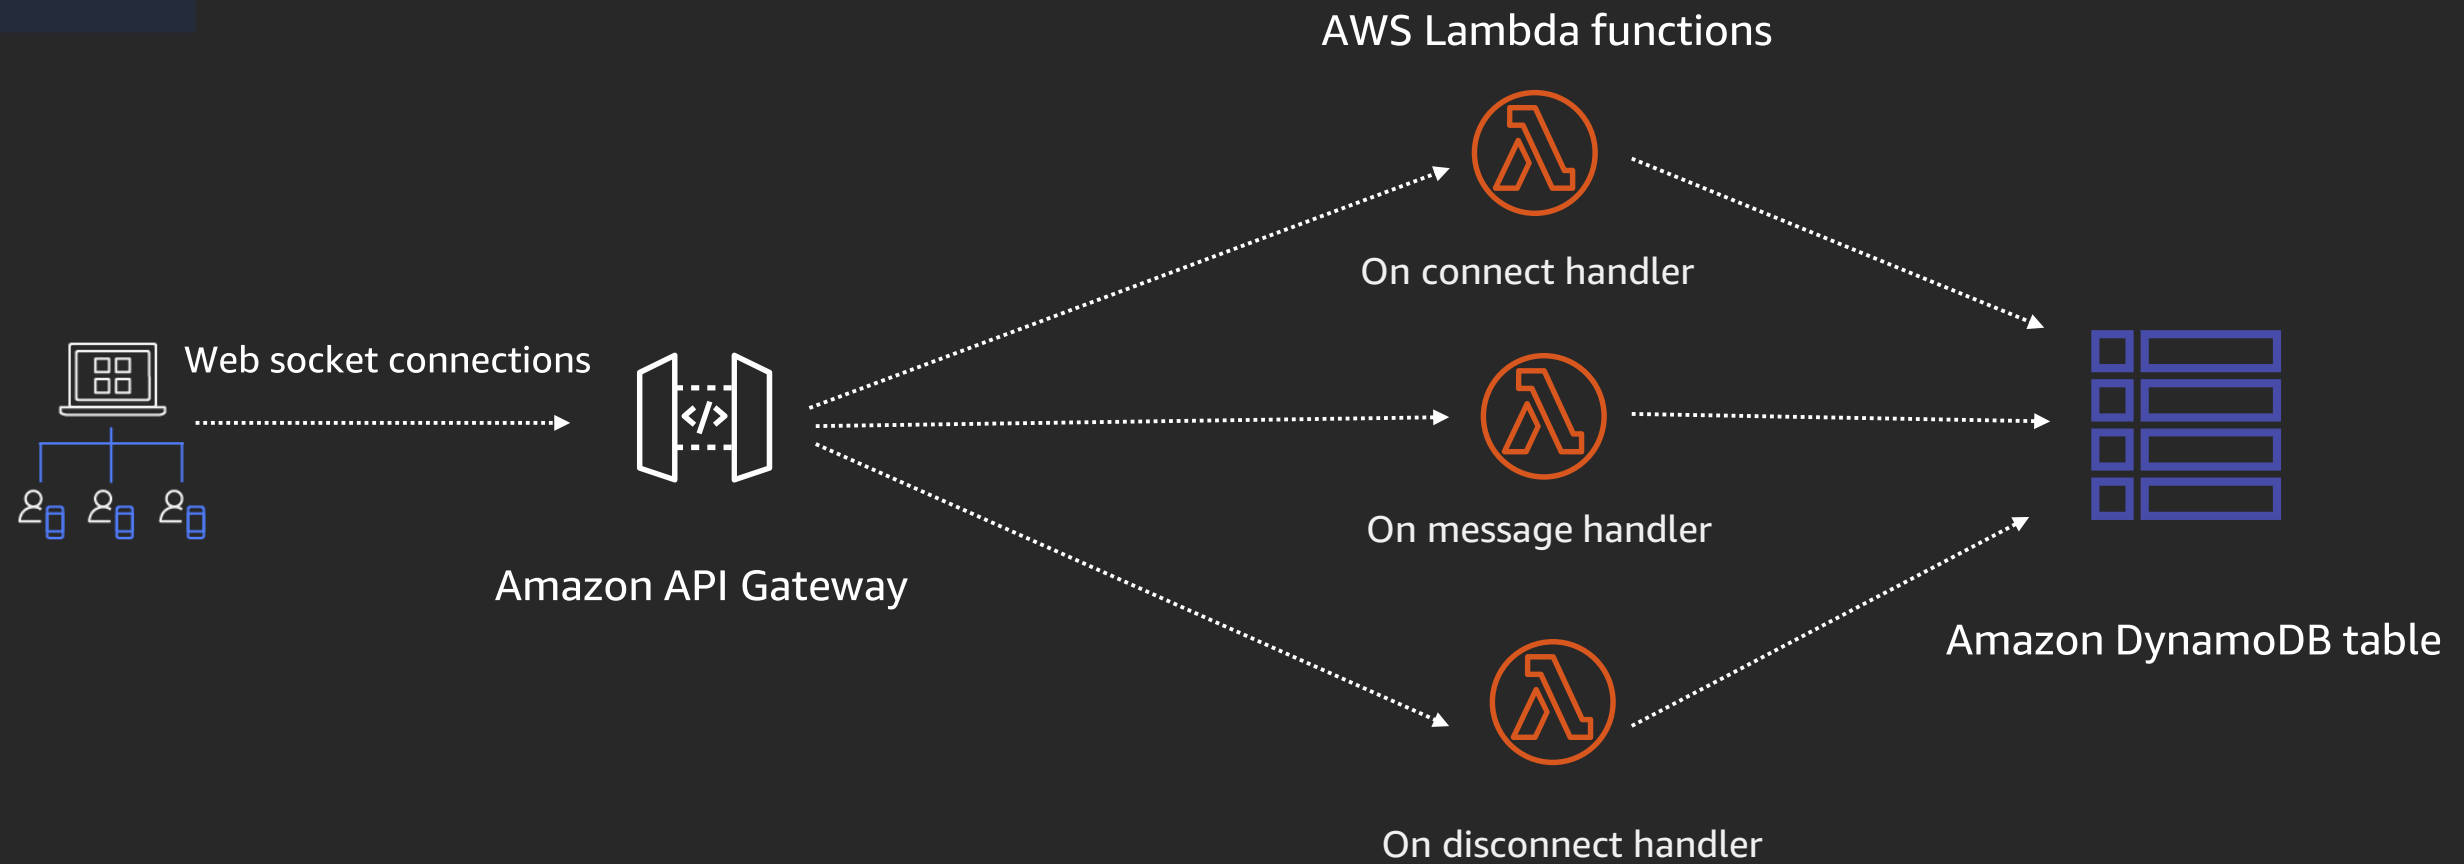 AWS Lambda functions
On connect handler
Web socket connections
</>
On message handler
Amazon API Gateway
Amazon DynamoDB table
On disconnect handler